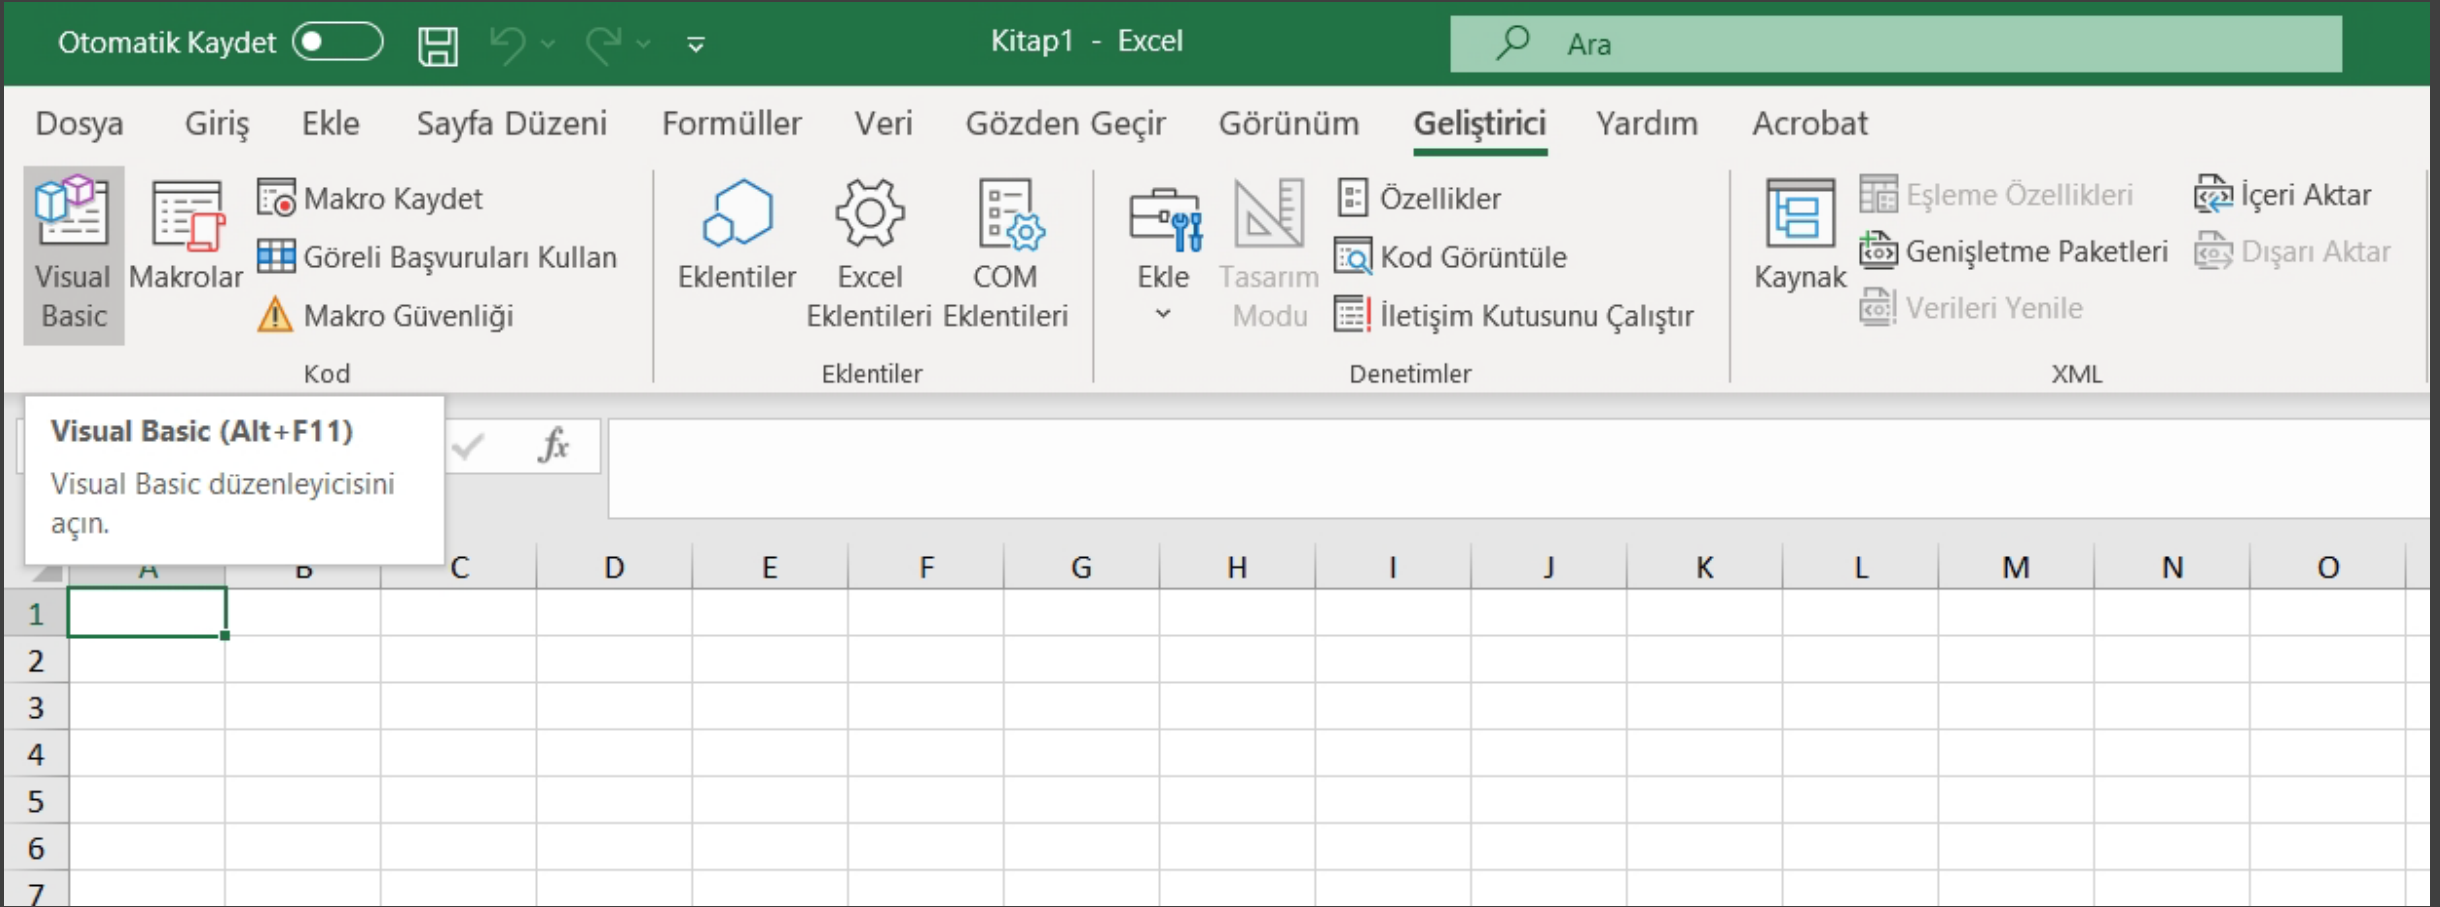 Otomatik Kaydet
Kitap1 - Excel
Ara
Dosya Giriş Ekle Sayfa Düzeni Formüller Veri Gözden Geçir Görünüm Geliştirici Yardım Acrobat
Visual
Basic
Makrolar
Makro Kaydet
Göreli Başvuruları Kullan
Makro Güvenliği
Kod
Eklentiler
Excel
Eklentileri
COM
Eklentileri
Eklentiler
Ekle
Tasarım
Modu
Özellikler
Kod Görüntüle
İletişim Kutusunu Çalıştır
Denetimler
Kaynak
Eşleme Özellikleri
Genişletme Paketleri
Verileri Yenile
İçeri Aktar
Dışarı Aktar
XML
Visual Basic (Alt+F11)
Visual Basic düzenleyicisini
açın.
fx
A B C D E F G H I J K L M N O
1
2
3
4
5
6
7